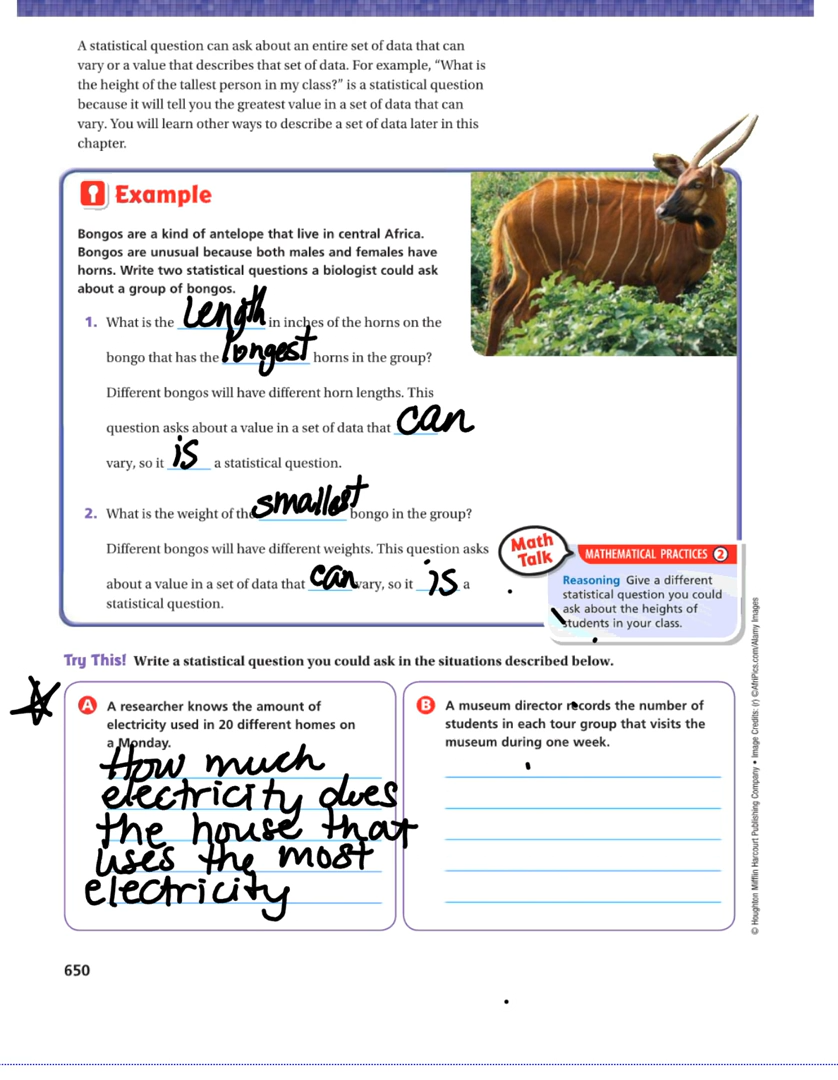 A statistical question can ask about an entire set of data that can
vary or a value that describes that set of data. For example, “What is
the height of the tallest person in my class?” is a statistical question
because it will tell you the greatest value in a set of data that can
vary. You will learn other ways to describe a set of data later in this
chapter.
Example
Bongos are a kind of antelope that live in central Africa.
Bongos are unusual because both males and females have
horns. Write two statistical questions a biologist could ask
about a group of bongos.
1. What is the Length in inches of the horns on the
bongo that has the longest horns in the group?
Different bongos will have different horn lengths. This
question asks about a value in a set of data that can
vary, so it is a statistical question.
2. What is the weight of the smallest bongo in the group?
Different bongos will have different weights. This question asks
about a value in a set of data that can vary, so it is a
statistical question.
Math
Talk
MATHEMATICAL PRACTICES 2
Reasoning Give a different
statistical question you could
ask about the heights of
students in your class.
Try This! Write a statistical question you could ask in the situations described below.
A A researcher knows the amount of
electricity used in 20 different homes on
a Monday.
How much
electricity does
the house that
uses the most
electricity
B A museum director records the number of
students in each tour group that visits the
museum during one week.
650
© Houghton Mifflin Harcourt Publishing Company • Image Credits: (r) ©AfriPics.com/Alamy Images